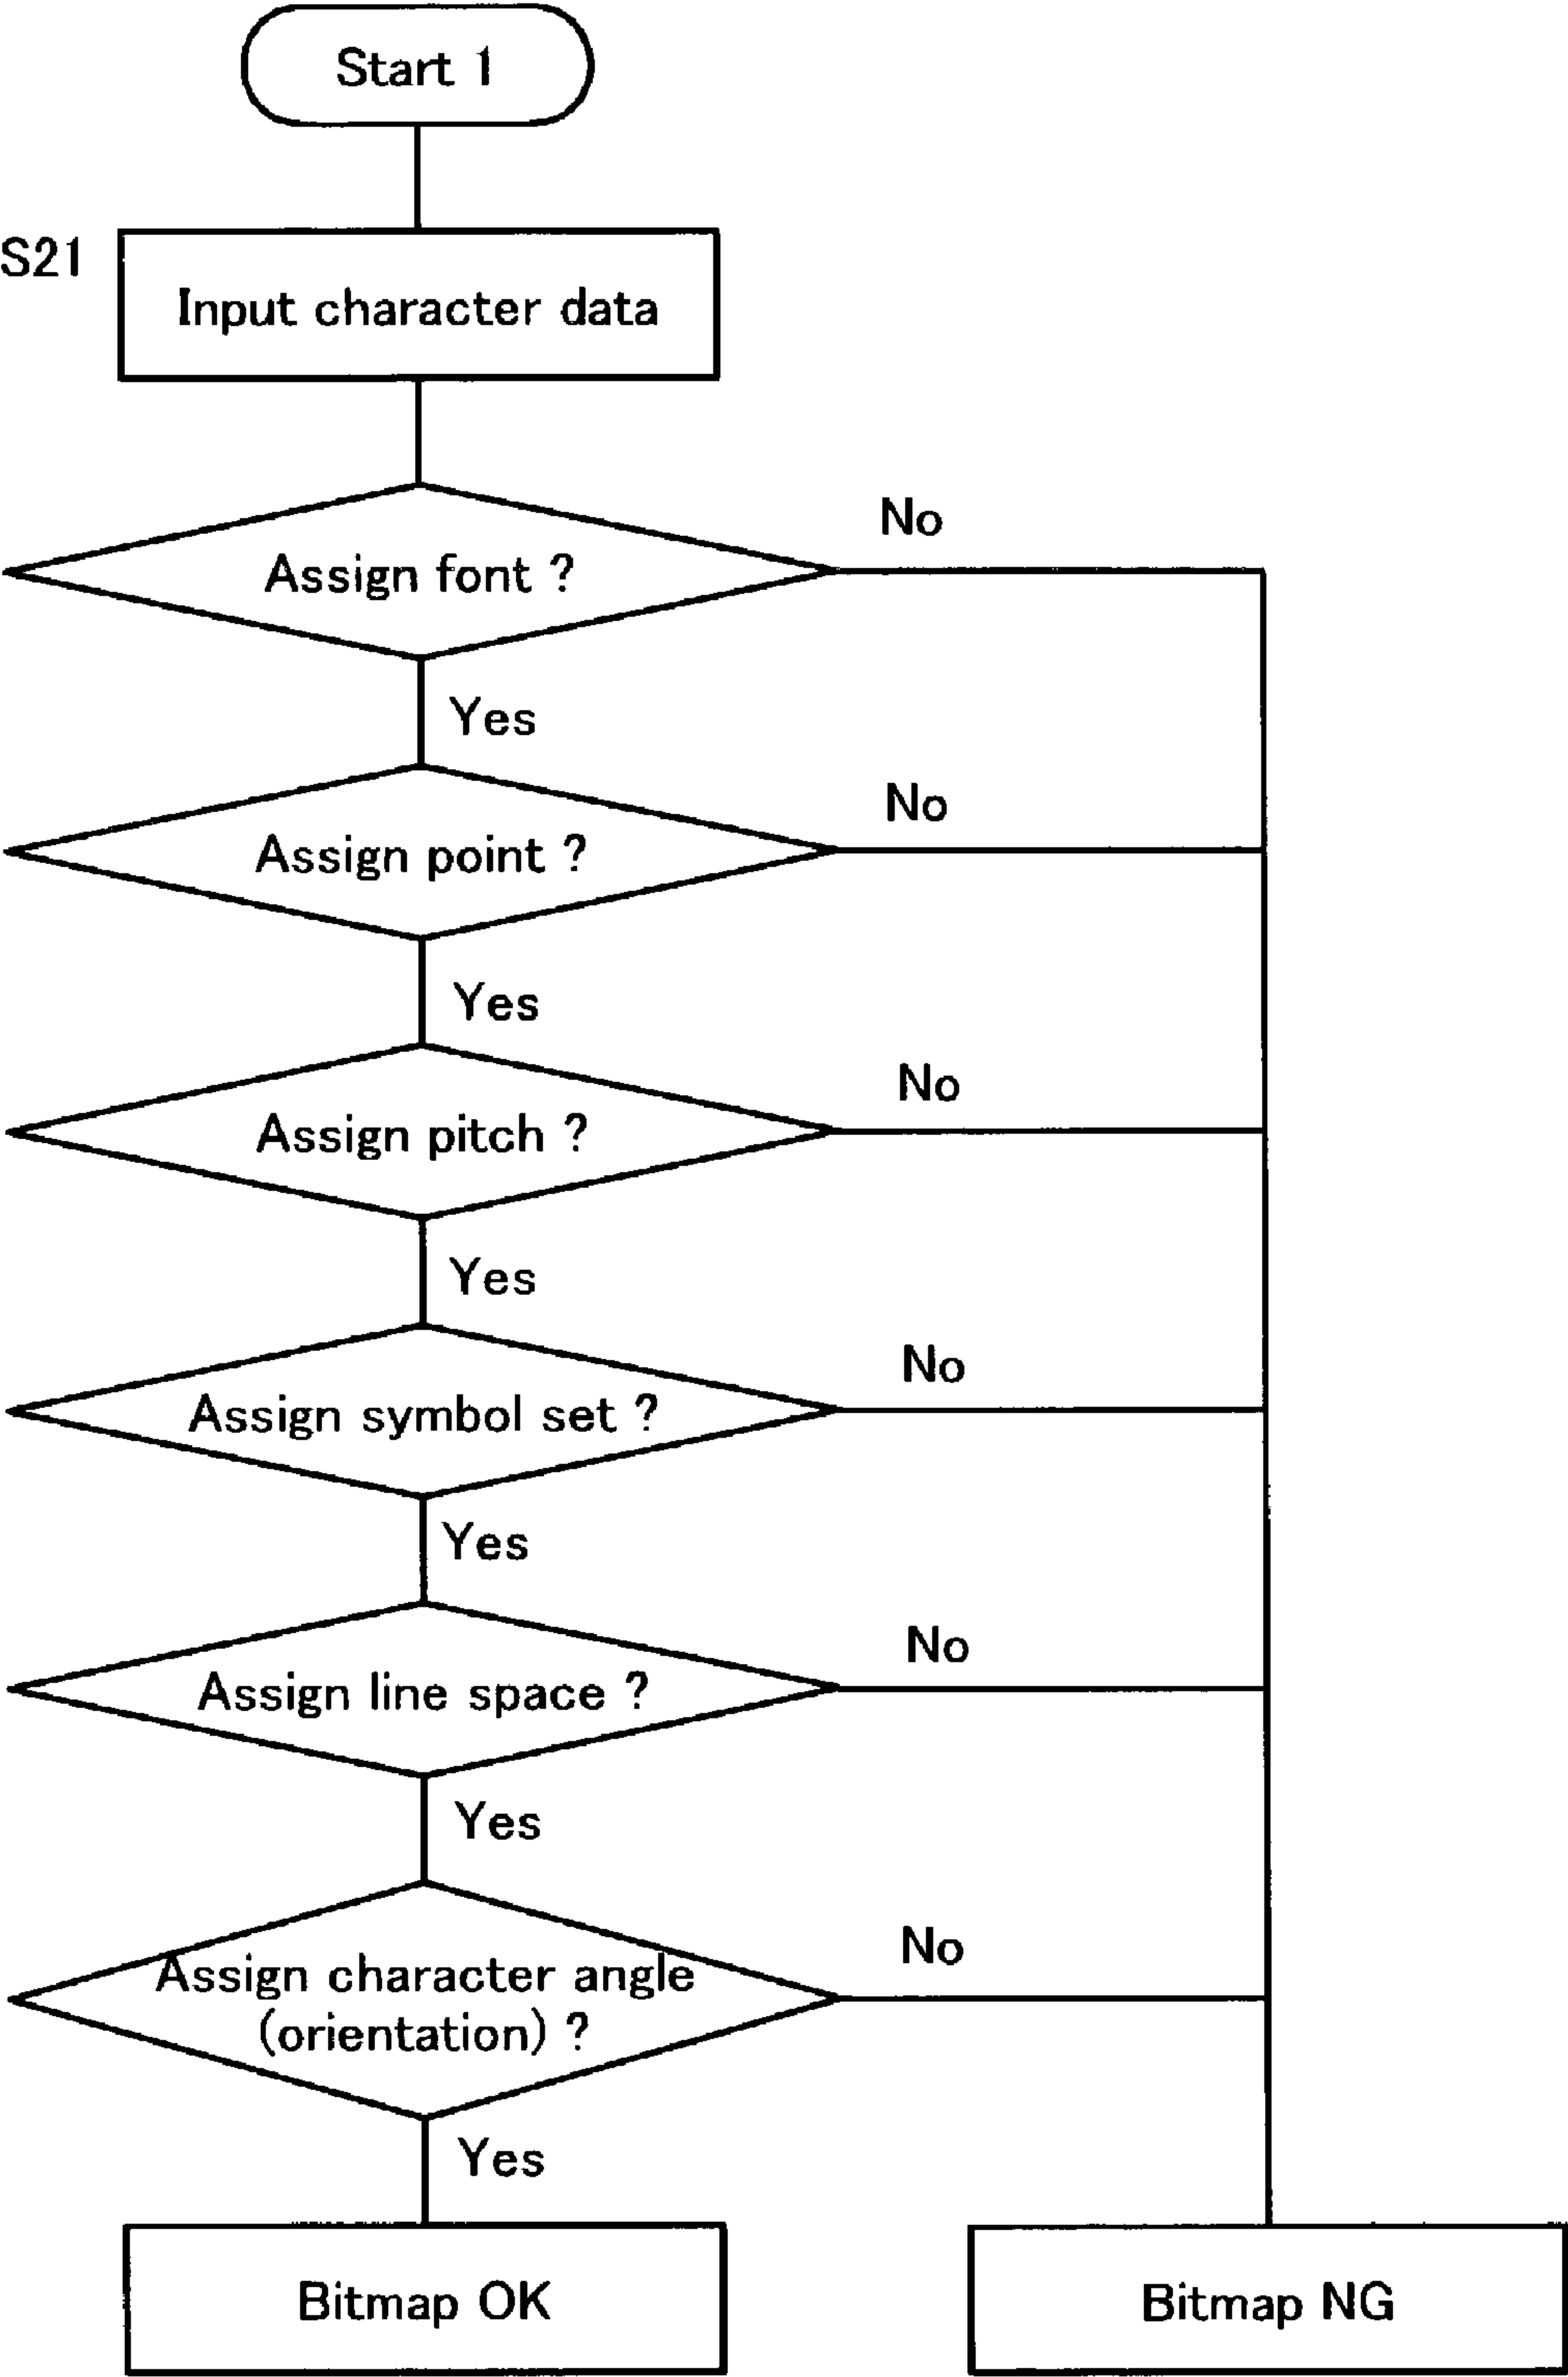 Start 1
S21
Input character data
No
Assign font ?
Yes
No
Assign point ?
Yes
No
Assign pitch ?
Yes
No
Assign symbol set ?
Yes
No
Assign line space ?
Yes
No
Assign character angle
(orientation) ?
Yes
Bitmap OK
Bitmap NG